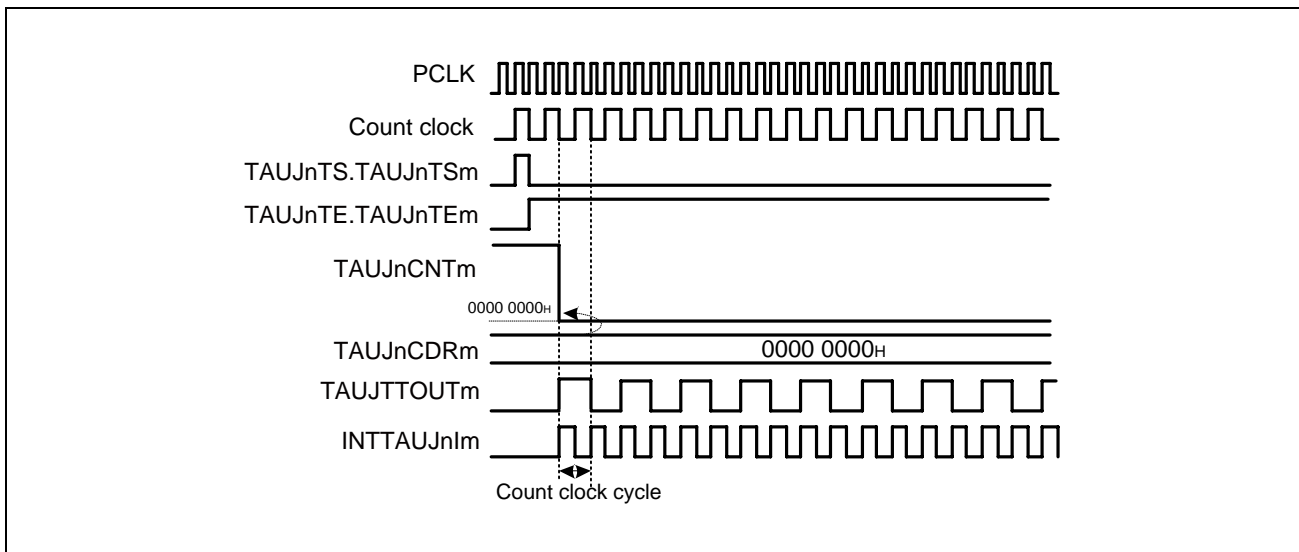 PCLK
Count clock
TAUJnTS.TAUJnTSm
TAUJnTE.TAUJnTEm
TAUJnCNTm
0000 0000H
TAUJnCDRm
0000 0000H
TAUJTTOUTm
INTTAUJnIm
Count clock cycle